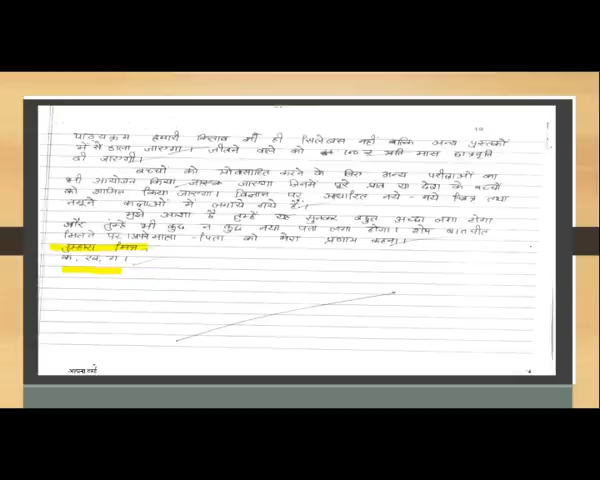 पाठ्यक्रम हमारी किताब की ही सिलेबस नहीं बल्कि अन्य पुस्तकों
में से डाला जाएगा। जीतने वाले को 100 रु प्रति मास छात्रवृति
दी जाएगी।
बच्चों को प्रोत्साहित करने के लिए अन्य परीक्षाओं का
भी आयोजन किया जाएगा जिनमें पूरे प्रांत या देश के बच्चों
को शामिल किया जाएगा। विज्ञान पर आधारित नये - नये चित्र तथा
नमूने कक्षाओं में लगाये गये हैं।
मुझे आशा है तुम्हें यह सुनकर बहुत अच्छा लगा होगा
और तुम्हें भी कुछ न कुछ नया पता लगा होगा। शेष बातचीत
मिलने पर। अपने माता - पिता को मेरा प्रणाम कहना।
तुम्हारा मित्र
क. ख. ग।